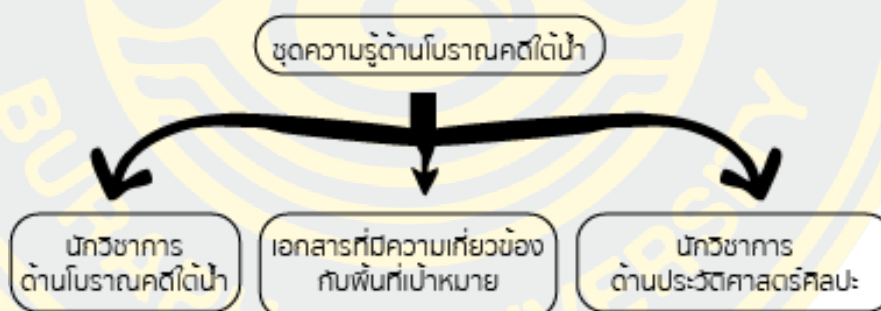 ชุดความรู้ด้านโบราณคดีใต้น้ำ
นักวิชาการ
ด้านโบราณคดีใต้น้ำ
เอกสารที่มีความเกี่ยวข้อง
กับพื้นที่เป้าหมาย
นักวิชาการ
ด้านประวัติศาสตร์ศิลปะ